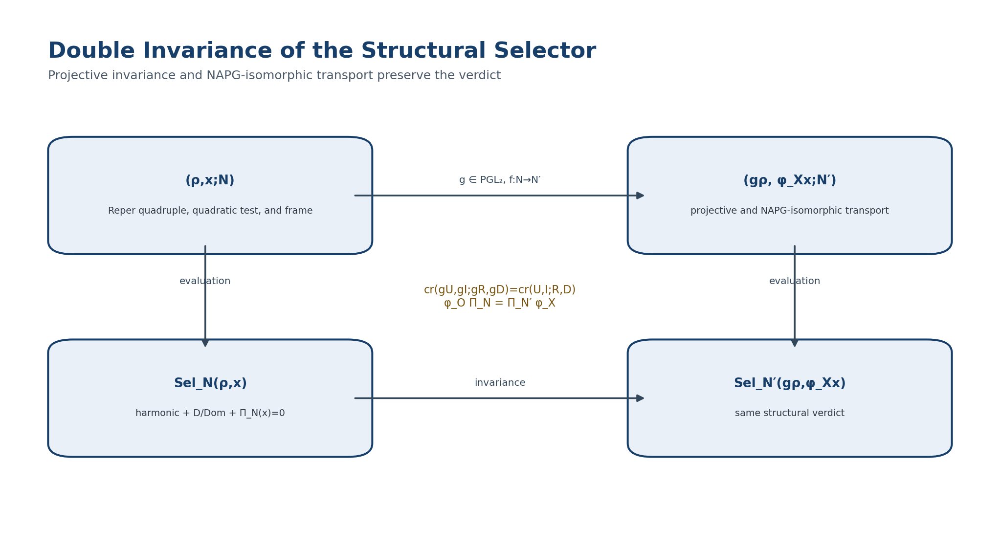 Double Invariance of the Structural Selector
Projective invariance and NAPG-isomorphic transport preserve the verdict
(ρ,x;N)
Reper quadruple, quadratic test, and frame
g ∈ PGL₂, f:N→N′
(gρ, φ_Xx;N′)
projective and NAPG-isomorphic transport
evaluation
evaluation
cr(gU,gI;gR,gD)=cr(U,I;R,D)
φ_O Π_N = Π_N′ φ_X
Sel_N(ρ,x)
harmonic + D/Dom + Π_N(x)=0
invariance
Sel_N′(gρ,φ_Xx)
same structural verdict